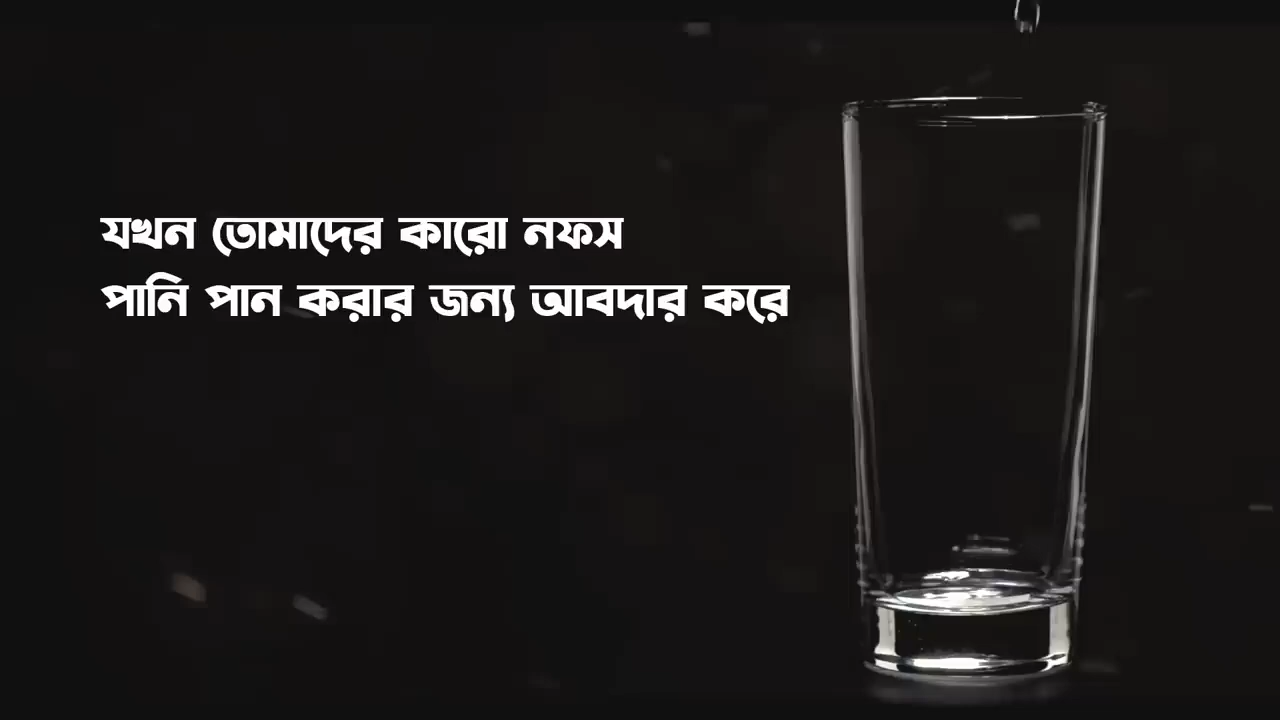 যখন তোমাদের কারো নফস
পানি পান করার জন্য আবদার করে